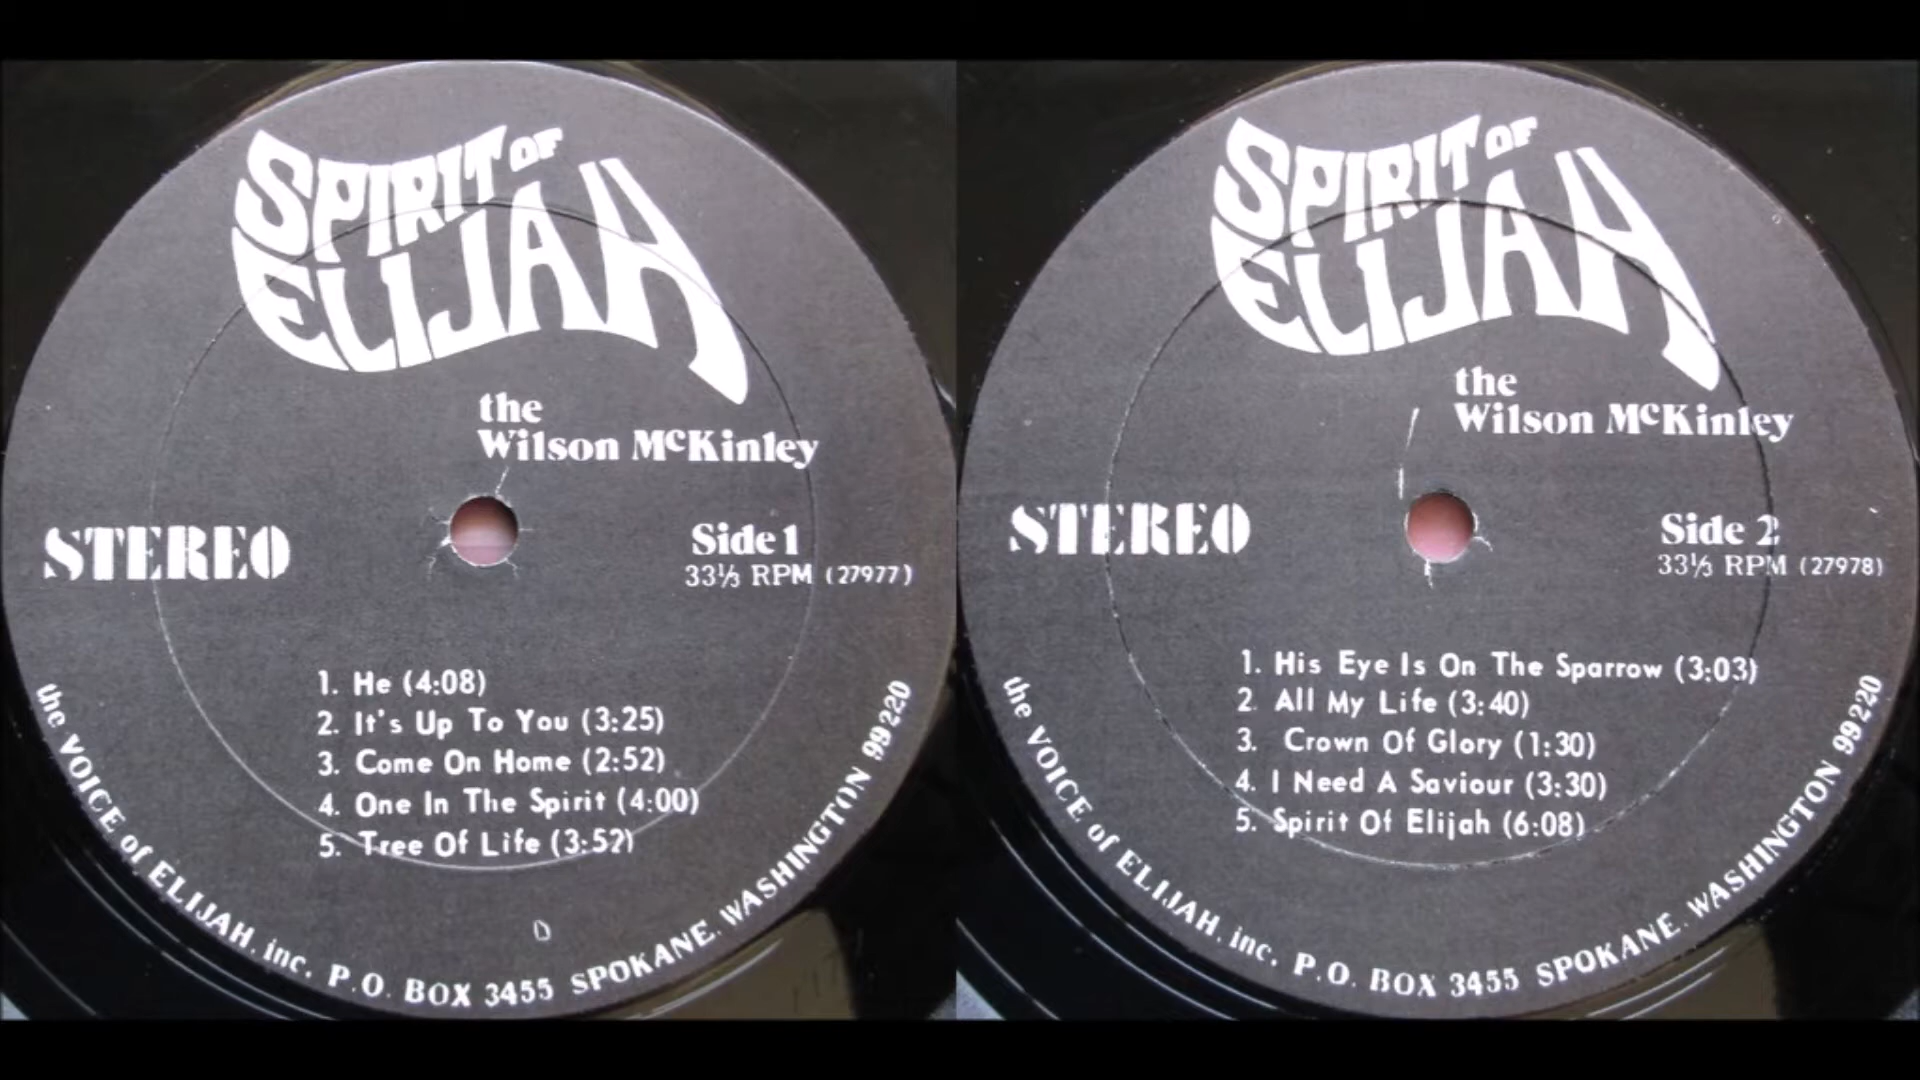 SPIRIT OF
ELIJAH
the
Wilson McKinley
STEREO
Side 1
33⅓ RPM (27977)
1. He (4:08)
2. It's Up To You (3:25)
3. Come On Home (2:52)
4. One In The Spirit (4:00)
5. Tree Of Life (3:52)
the VOICE of ELIJAH, inc. P.O. BOX 3455 SPOKANE, WASHINGTON 99220
SPIRIT OF
ELIJAH
the
Wilson McKinley
STEREO
Side 2
33⅓ RPM (27978)
1. His Eye Is On The Sparrow (3:03)
2. All My Life (3:40)
3. Crown Of Glory (1:30)
4. I Need A Saviour (3:30)
5. Spirit Of Elijah (6:08)
the VOICE of ELIJAH, inc. P.O. BOX 3455 SPOKANE, WASHINGTON 99220